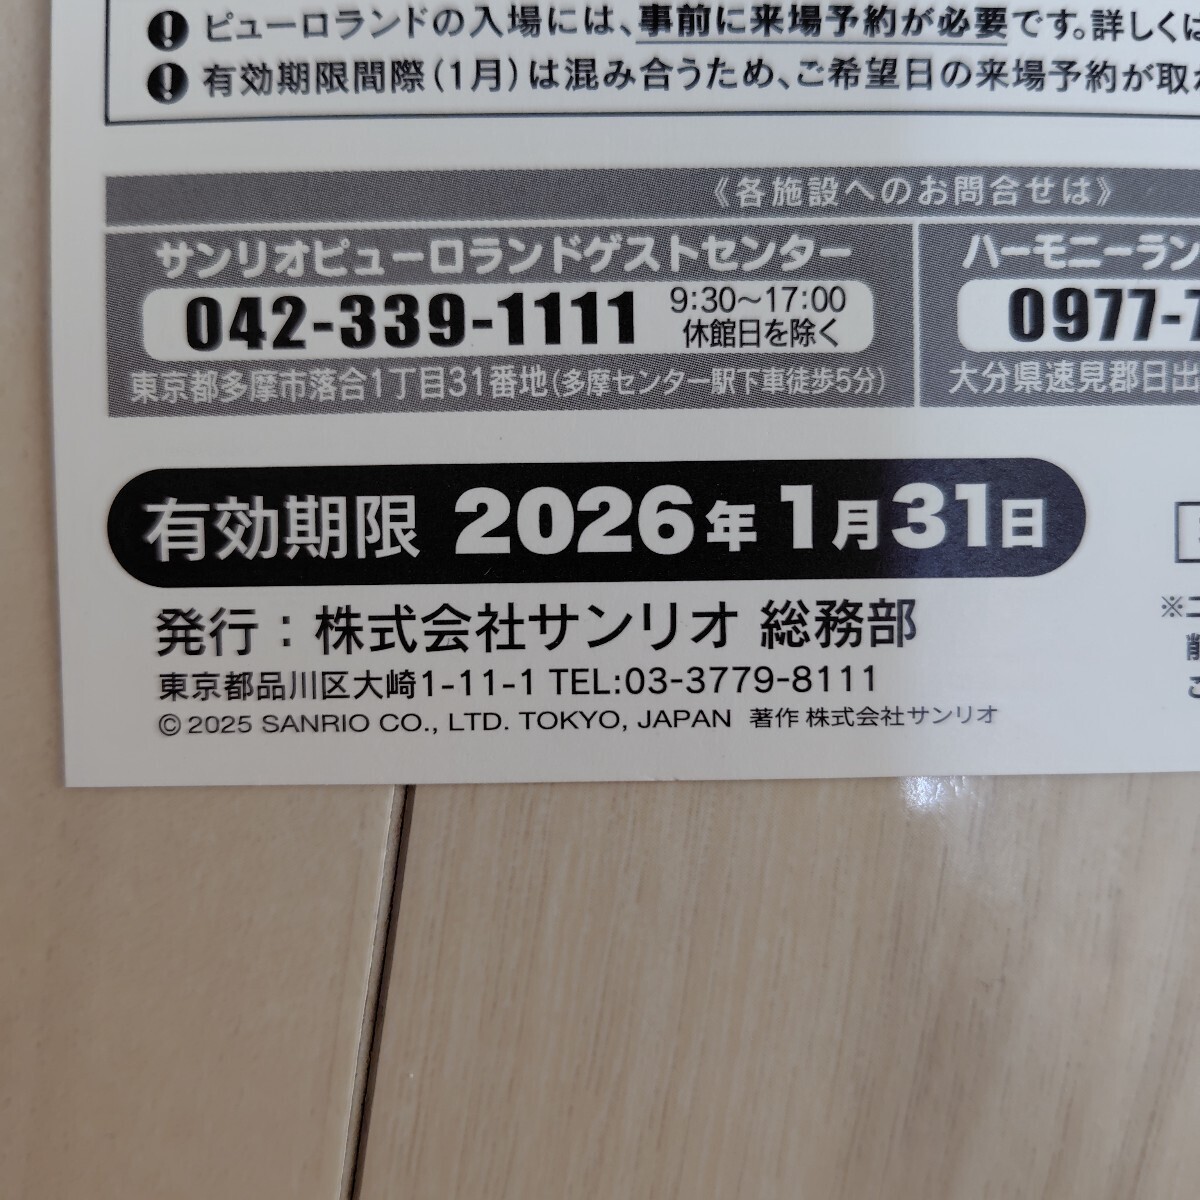 ピューロランドの入場には、事前に来場予約が必要です。詳しくは
有効期限間際(1月)は混み合うため、ご希望日の来場予約が取
《各施設へのお問合せは》
サンリオピューロランドゲストセンター
042-339-1111 9:30〜17:00
休館日を除く
東京都多摩市落合1丁目31番地(多摩センター駅下車徒歩5分)
ハーモニーラン
0977-7
大分県速見郡日出
有効期限 2026年1月31日
発行：株式会社サンリオ 総務部
東京都品川区大崎1-11-1 TEL:03-3779-8111
© 2025 SANRIO CO., LTD. TOKYO, JAPAN 著作 株式会社サンリオ